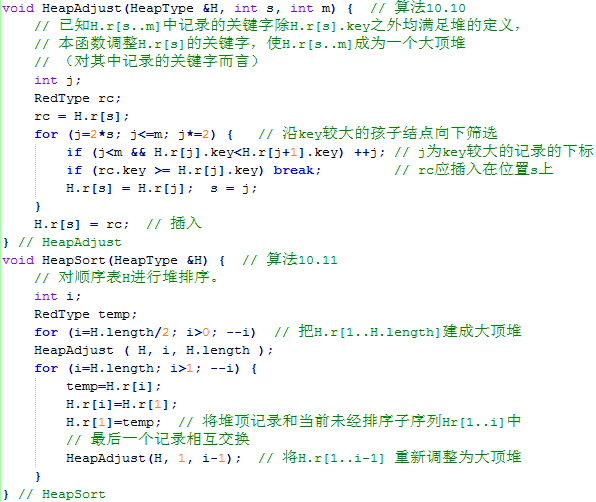 void HeapAdjust(HeapType &H, int s, int m) {  // 算法10.10
    // 已知H.r[s..m]中记录的关键字除H.r[s].key之外均满足堆的定义，
    // 本函数调整H.r[s]的关键字，使H.r[s..m]成为一个大顶堆
    // （对其中记录的关键字而言）
    int j;
    RedType rc;
    rc = H.r[s];
    for (j=2*s; j<=m; j*=2) {   // 沿key较大的孩子结点向下筛选
        if (j<m && H.r[j].key<H.r[j+1].key) ++j; // j为key较大的记录的下标
        if (rc.key >= H.r[j].key) break;         // rc应插入在位置s上
        H.r[s] = H.r[j];  s = j;
    }
    H.r[s] = rc;  // 插入
} // HeapAdjust
void HeapSort(HeapType &H) {  // 算法10.11
    // 对顺序表H进行堆排序。
    int i;
    RedType temp;
    for (i=H.length/2; i>0; --i)  // 把H.r[1..H.length]建成大顶堆
    HeapAdjust ( H, i, H.length );
    for (i=H.length; i>1; --i) {
        temp=H.r[i];
        H.r[i]=H.r[1];
        H.r[1]=temp;  // 将堆顶记录和当前未经排序子序列Hr[1..i]中
        // 最后一个记录相互交换
        HeapAdjust(H, 1, i-1);  // 将H.r[1..i-1] 重新调整为大顶堆
    }
} // HeapSort